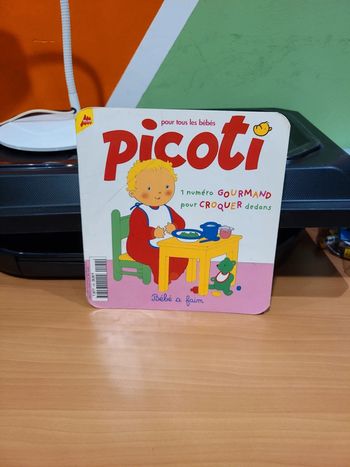 pour tous les bébés
picoti
1 numéro GOURMAND
pour CROQUER dedans
Bébé a faim